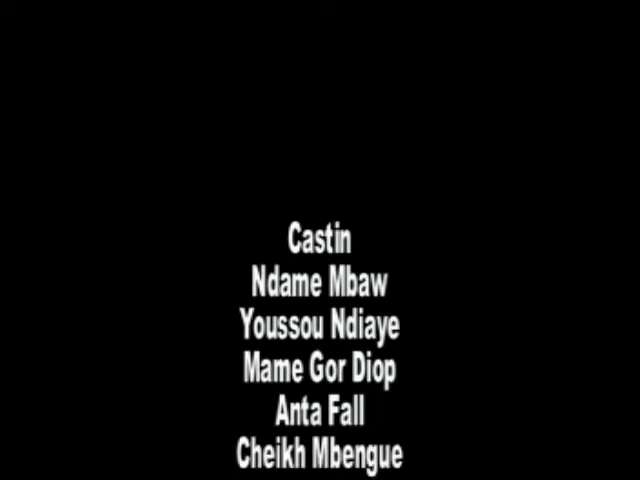 Castin
Ndame Mbaw
Youssou Ndiaye
Mame Gor Diop
Anta Fall
Cheikh Mbengue